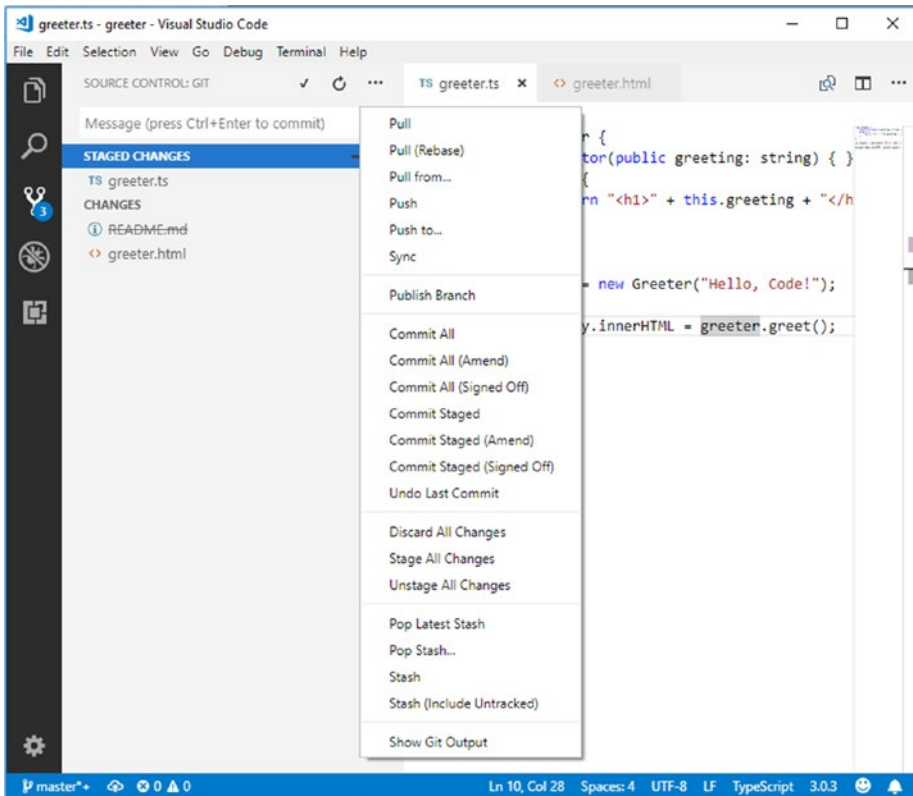 greeter.ts - greeter - Visual Studio Code
File Edit Selection View Go Debug Terminal Help
SOURCE CONTROL: GIT
TS greeter.ts
<> greeter.html
Message (press Ctrl+Enter to commit)
STAGED CHANGES
TS greeter.ts
CHANGES
README.md
<> greeter.html
3
Pull
Pull (Rebase)
Pull from...
Push
Push to...
Sync
Publish Branch
Commit All
Commit All (Amend)
Commit All (Signed Off)
Commit Staged
Commit Staged (Amend)
Commit Staged (Signed Off)
Undo Last Commit
Discard All Changes
Stage All Changes
Unstage All Changes
Pop Latest Stash
Pop Stash...
Stash
Stash (Include Untracked)
Show Git Output
r {
tor(public greeting: string) { }
{
rn "<h1>" + this.greeting + "</h
= new Greeter("Hello, Code!");
y.innerHTML = greeter.greet();
master*+ 0 0 Ln 10, Col 28 Spaces: 4 UTF-8 LF TypeScript 3.0.3